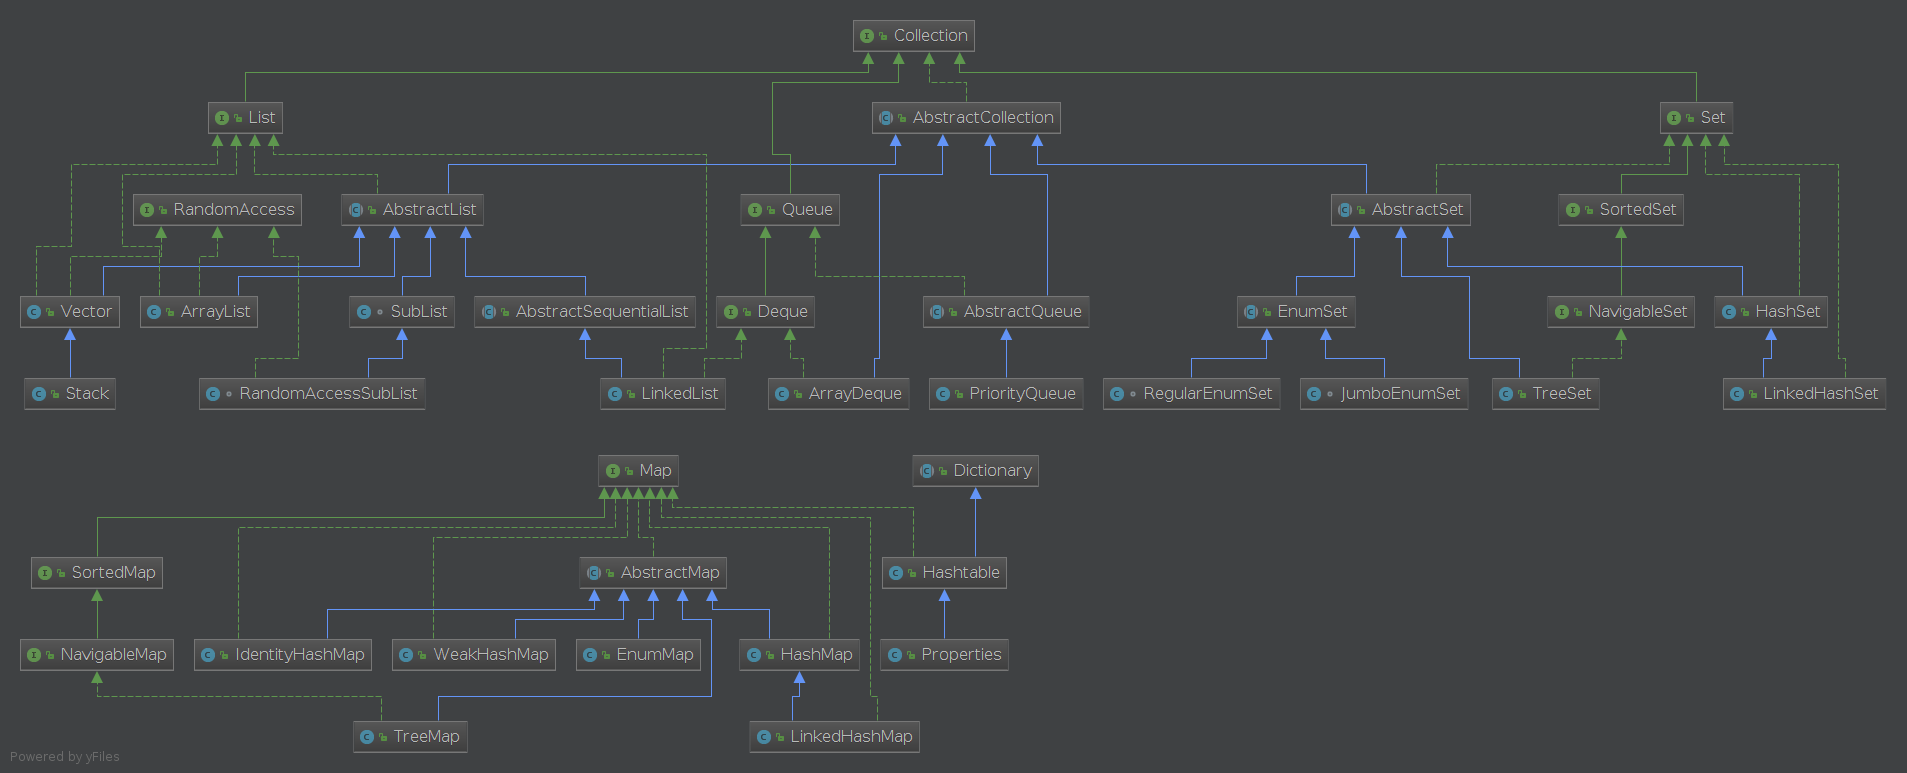 Collection
List
AbstractCollection
Set
RandomAccess
AbstractList
Queue
AbstractSet
SortedSet
Vector
ArrayList
SubList
AbstractSequentialList
Deque
AbstractQueue
EnumSet
NavigableSet
HashSet
Stack
RandomAccessSubList
LinkedList
ArrayDeque
PriorityQueue
RegularEnumSet
JumboEnumSet
TreeSet
LinkedHashSet
Map
Dictionary
SortedMap
AbstractMap
Hashtable
NavigableMap
IdentityHashMap
WeakHashMap
EnumMap
HashMap
Properties
TreeMap
LinkedHashMap
Powered by yFiles